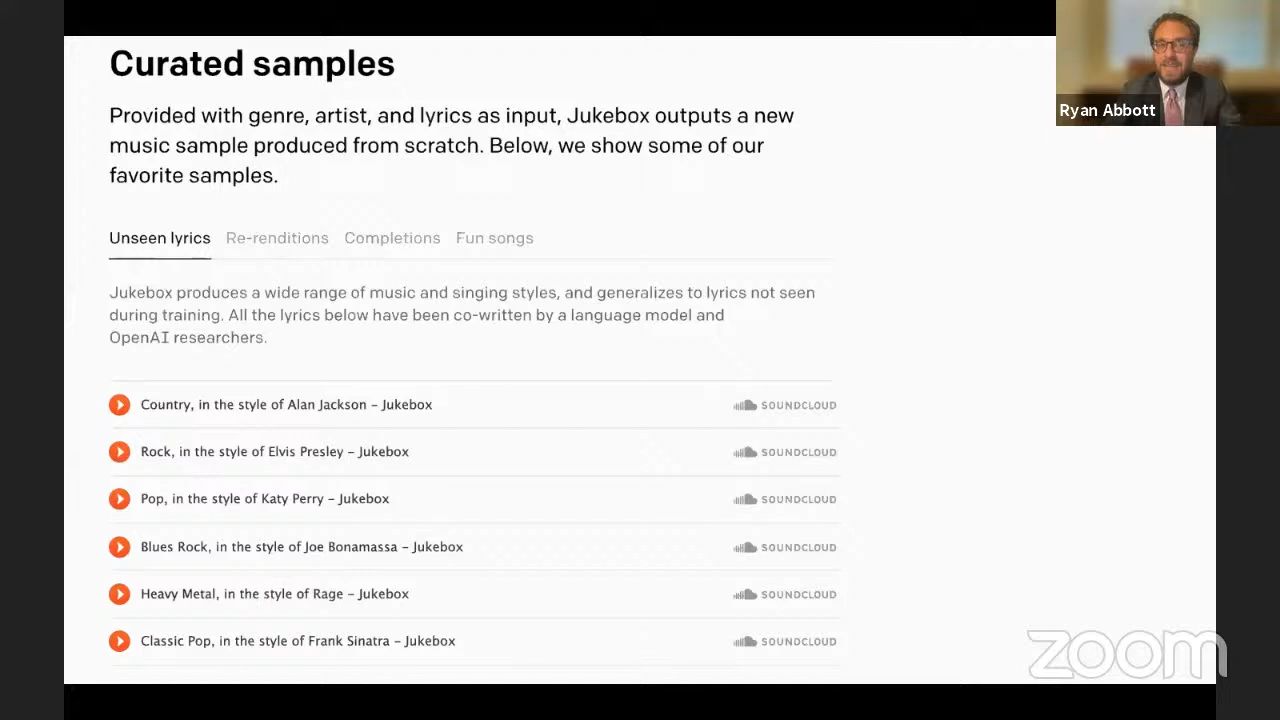 Curated samples
Provided with genre, artist, and lyrics as input, Jukebox outputs a new
music sample produced from scratch. Below, we show some of our
favorite samples.
Unseen lyrics Re-renditions Completions Fun songs
Jukebox produces a wide range of music and singing styles, and generalizes to lyrics not seen
during training. All the lyrics below have been co-written by a language model and
OpenAI researchers.
Country, in the style of Alan Jackson – Jukebox SOUNDCLOUD
Rock, in the style of Elvis Presley – Jukebox SOUNDCLOUD
Pop, in the style of Katy Perry – Jukebox SOUNDCLOUD
Blues Rock, in the style of Joe Bonamassa – Jukebox SOUNDCLOUD
Heavy Metal, in the style of Rage – Jukebox SOUNDCLOUD
Classic Pop, in the style of Frank Sinatra – Jukebox SOUNDCLOUD
Ryan Abbott
zoom